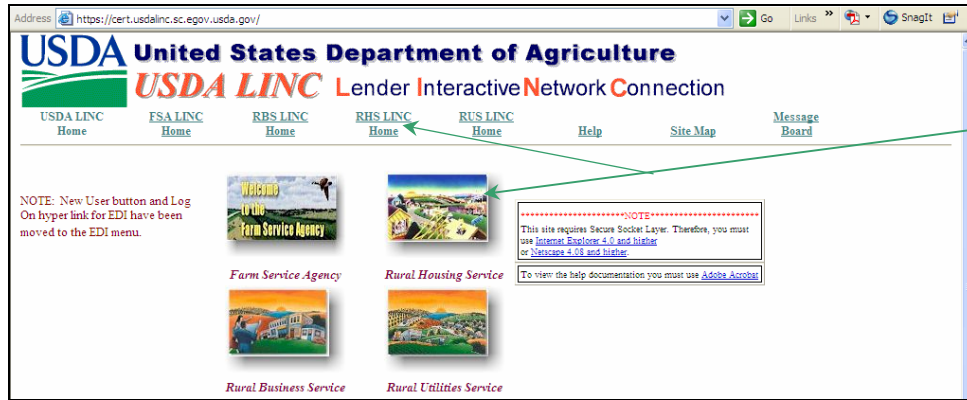 Address https://cert.usdalinc.sc.egov.usda.gov/ Go Links » SnagIt
USDA United States Department of Agriculture
USDA LINC Lender Interactive Network Connection
USDA LINC Home
FSA LINC Home
RBS LINC Home
RHS LINC Home
RUS LINC Home
Help
Site Map
Message Board
NOTE: New User button and Log
On hyper link for EDI have been
moved to the EDI menu.
Welcome
to the
Farm Service Agency
Farm Service Agency
Rural Housing Service
Rural Business Service
Rural Utilities Service
***********************NOTE************************
This site requires Secure Socket Layer. Therefore, you must
use Internet Explorer 4.0 and higher
or Netscape 4.08 and higher.
To view the help documentation you must use Adobe Acrobat